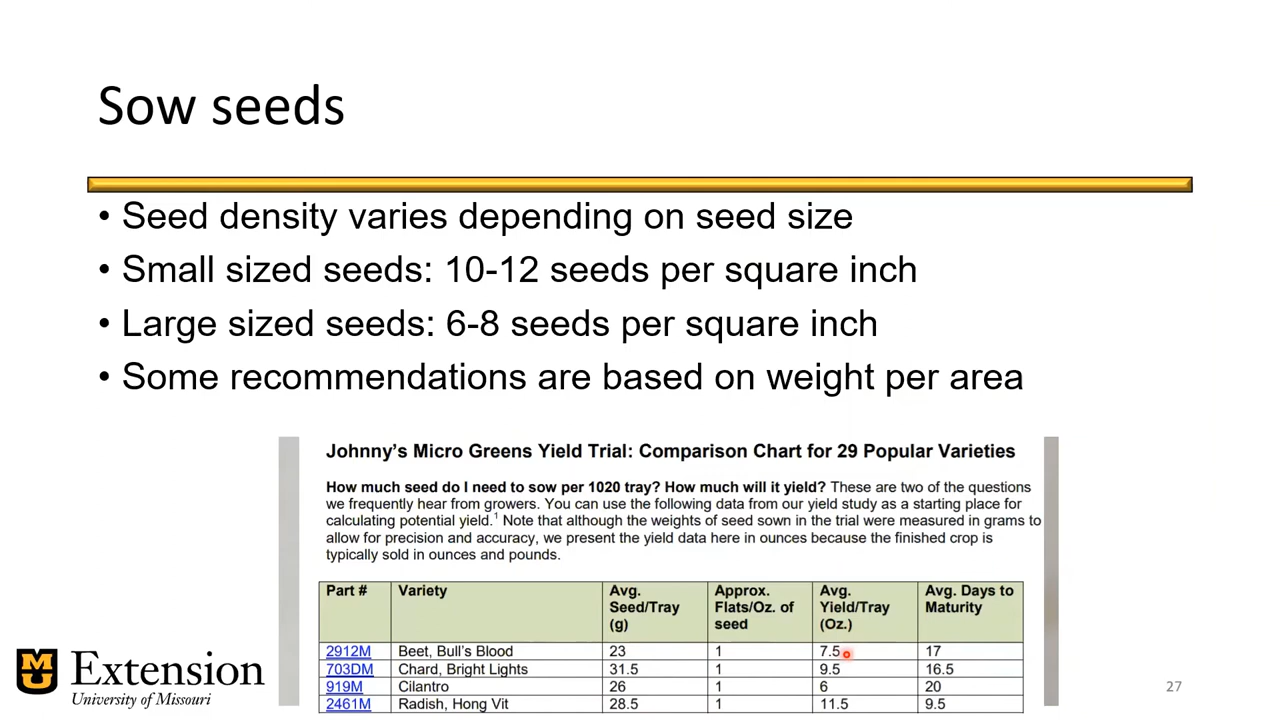 Sow seeds
• Seed density varies depending on seed size
• Small sized seeds: 10-12 seeds per square inch
• Large sized seeds: 6-8 seeds per square inch
• Some recommendations are based on weight per area
Johnny's Micro Greens Yield Trial: Comparison Chart for 29 Popular Varieties
How much seed do I need to sow per 1020 tray? How much will it yield? These are two of the questions
we frequently hear from growers. You can use the following data from our yield study as a starting place for
calculating potential yield.1 Note that although the weights of seed sown in the trial were measured in grams to
allow for precision and accuracy, we present the yield data here in ounces because the finished crop is
typically sold in ounces and pounds.
Part # Variety Avg. Seed/Tray (g) Approx. Flats/Oz. of seed Avg. Yield/Tray (Oz.) Avg. Days to Maturity
2912M Beet, Bull's Blood 23 1 7.5 17
703DM Chard, Bright Lights 31.5 1 9.5 16.5
919M Cilantro 26 1 6 20
2461M Radish, Hong Vit 28.5 1 11.5 9.5
MU Extension
University of Missouri
27